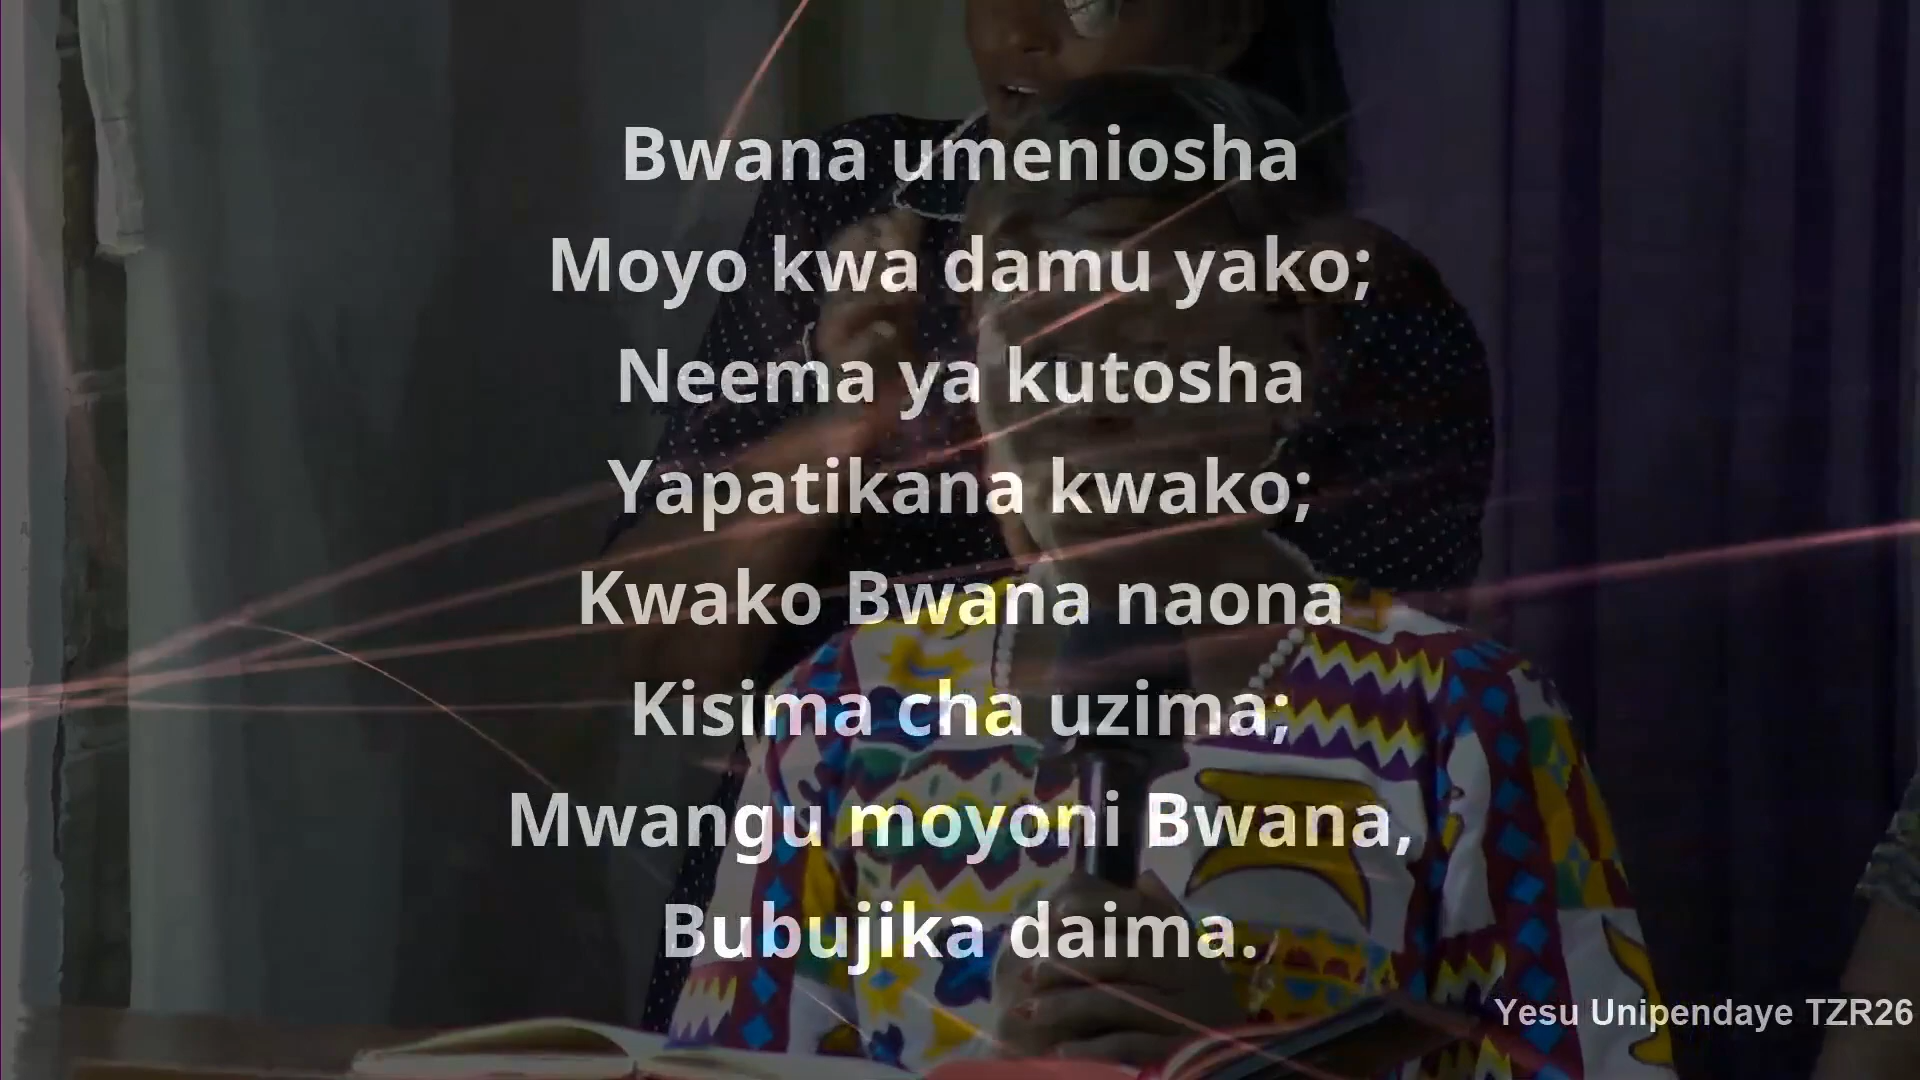 Bwana umeniosha
Moyo kwa damu yako;
Neema ya kutosha
Yapatikana kwako;
Kwako Bwana naona
Kisima cha uzima;
Mwangu moyoni Bwana,
Bubujika daima.
Yesu Unipendaye TZR26